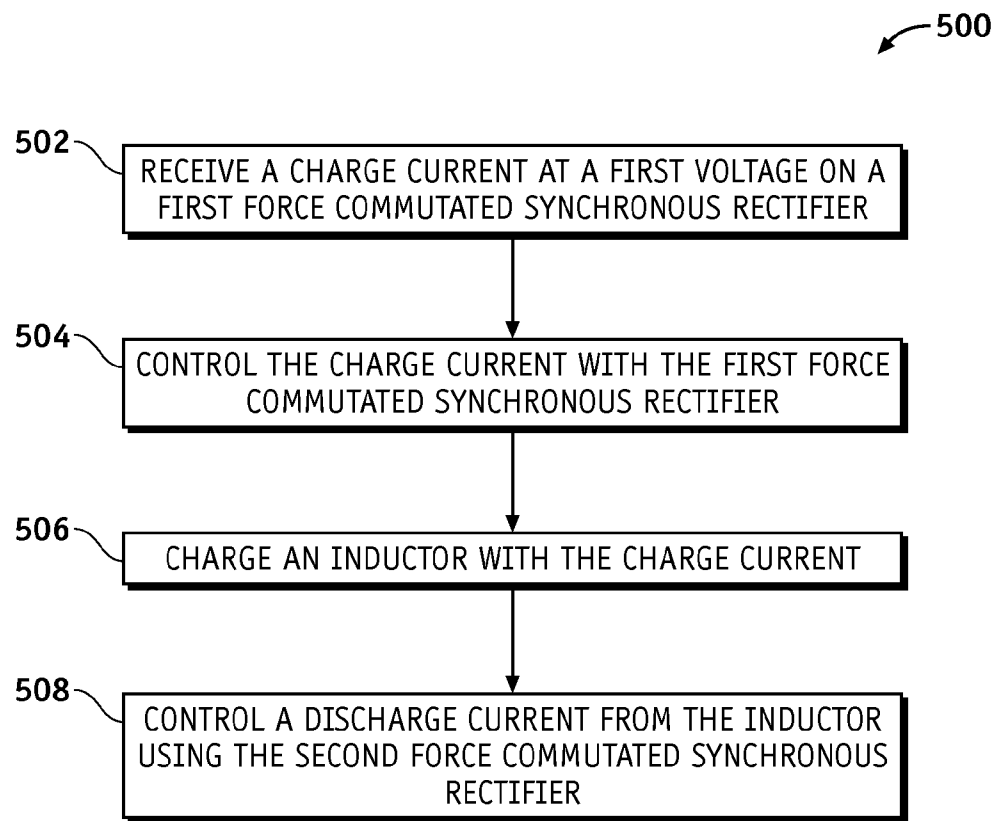 500
502
RECEIVE A CHARGE CURRENT AT A FIRST VOLTAGE ON A
FIRST FORCE COMMUTATED SYNCHRONOUS RECTIFIER
504
CONTROL THE CHARGE CURRENT WITH THE FIRST FORCE
COMMUTATED SYNCHRONOUS RECTIFIER
506
CHARGE AN INDUCTOR WITH THE CHARGE CURRENT
508
CONTROL A DISCHARGE CURRENT FROM THE INDUCTOR
USING THE SECOND FORCE COMMUTATED SYNCHRONOUS
RECTIFIER